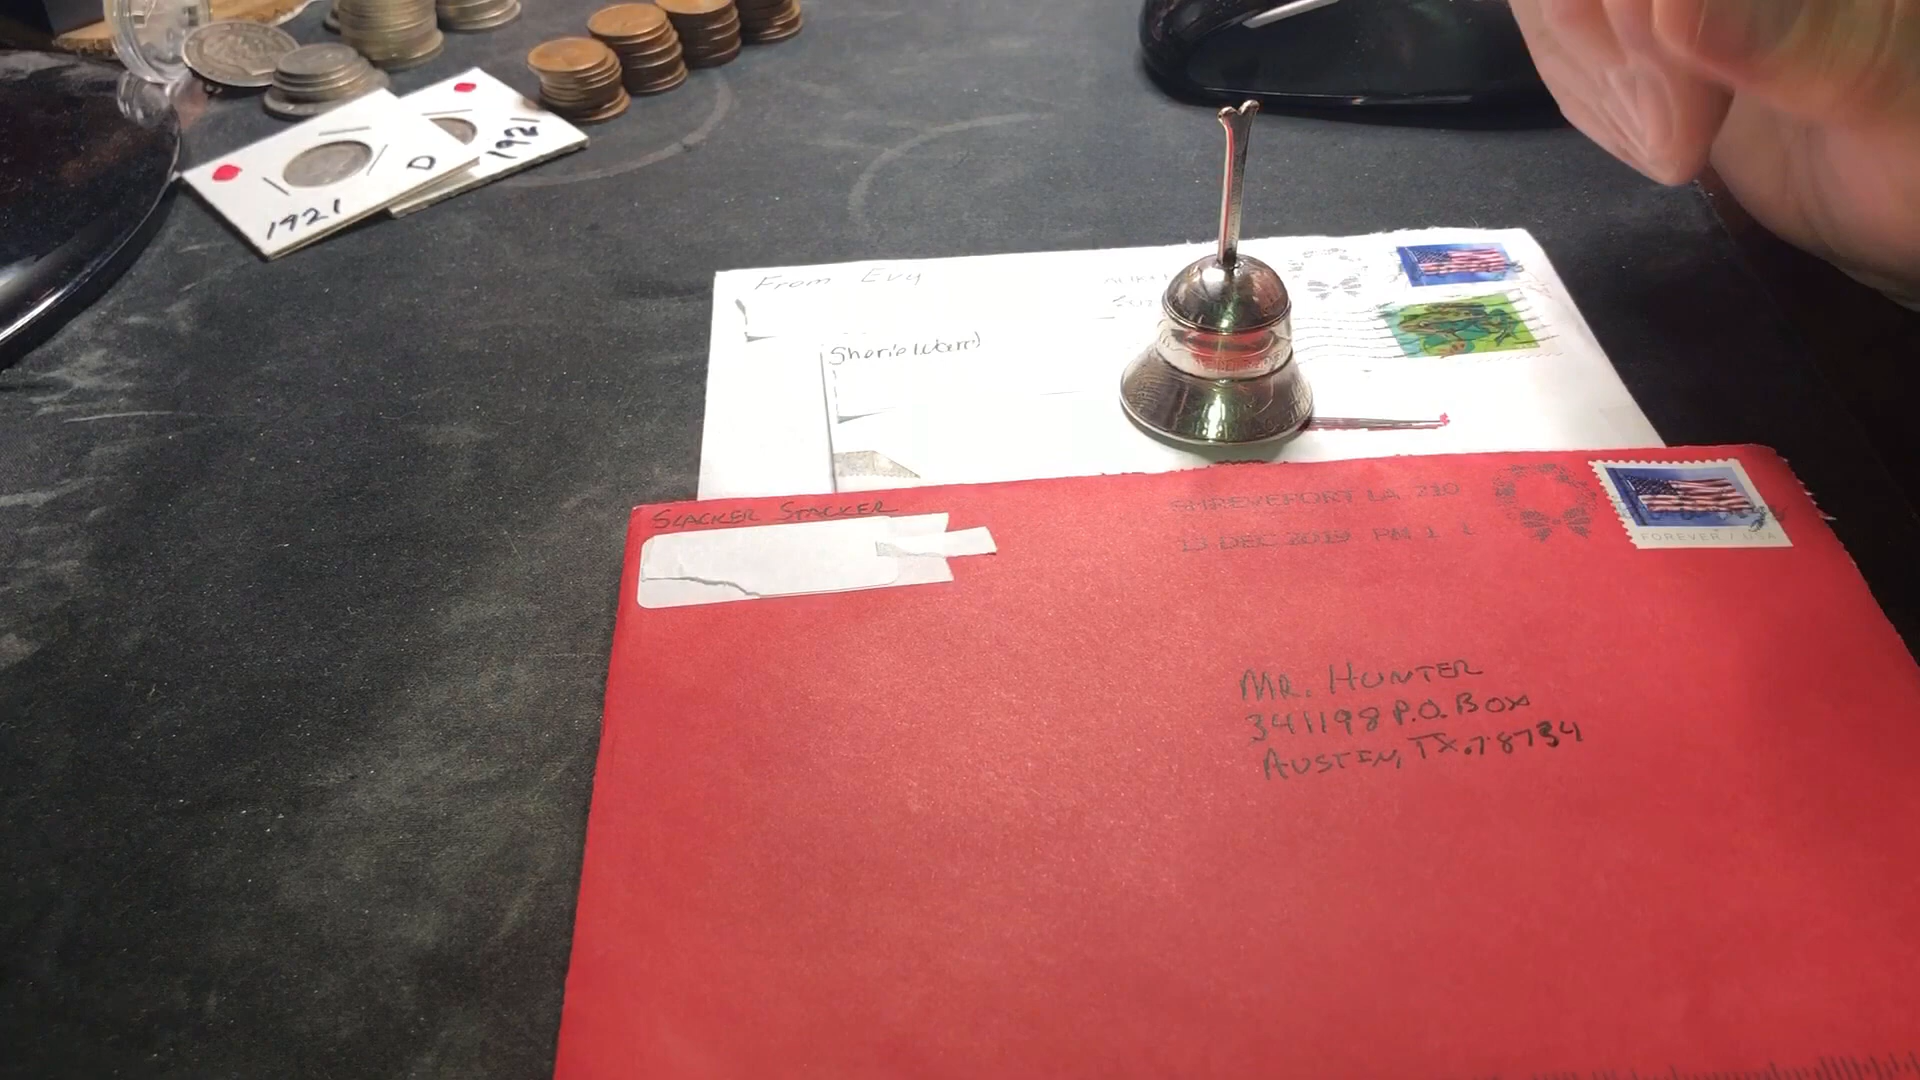 1921
D
1921
From Evy
Sherie Ward
SLACKER STACKER
SHREVEPORT LA 710
13 DEC 2019 PM 1 L
FOREVER / USA
MR. HUNTER
341198 P.O. BOX
AUSTIN, TX. 78734